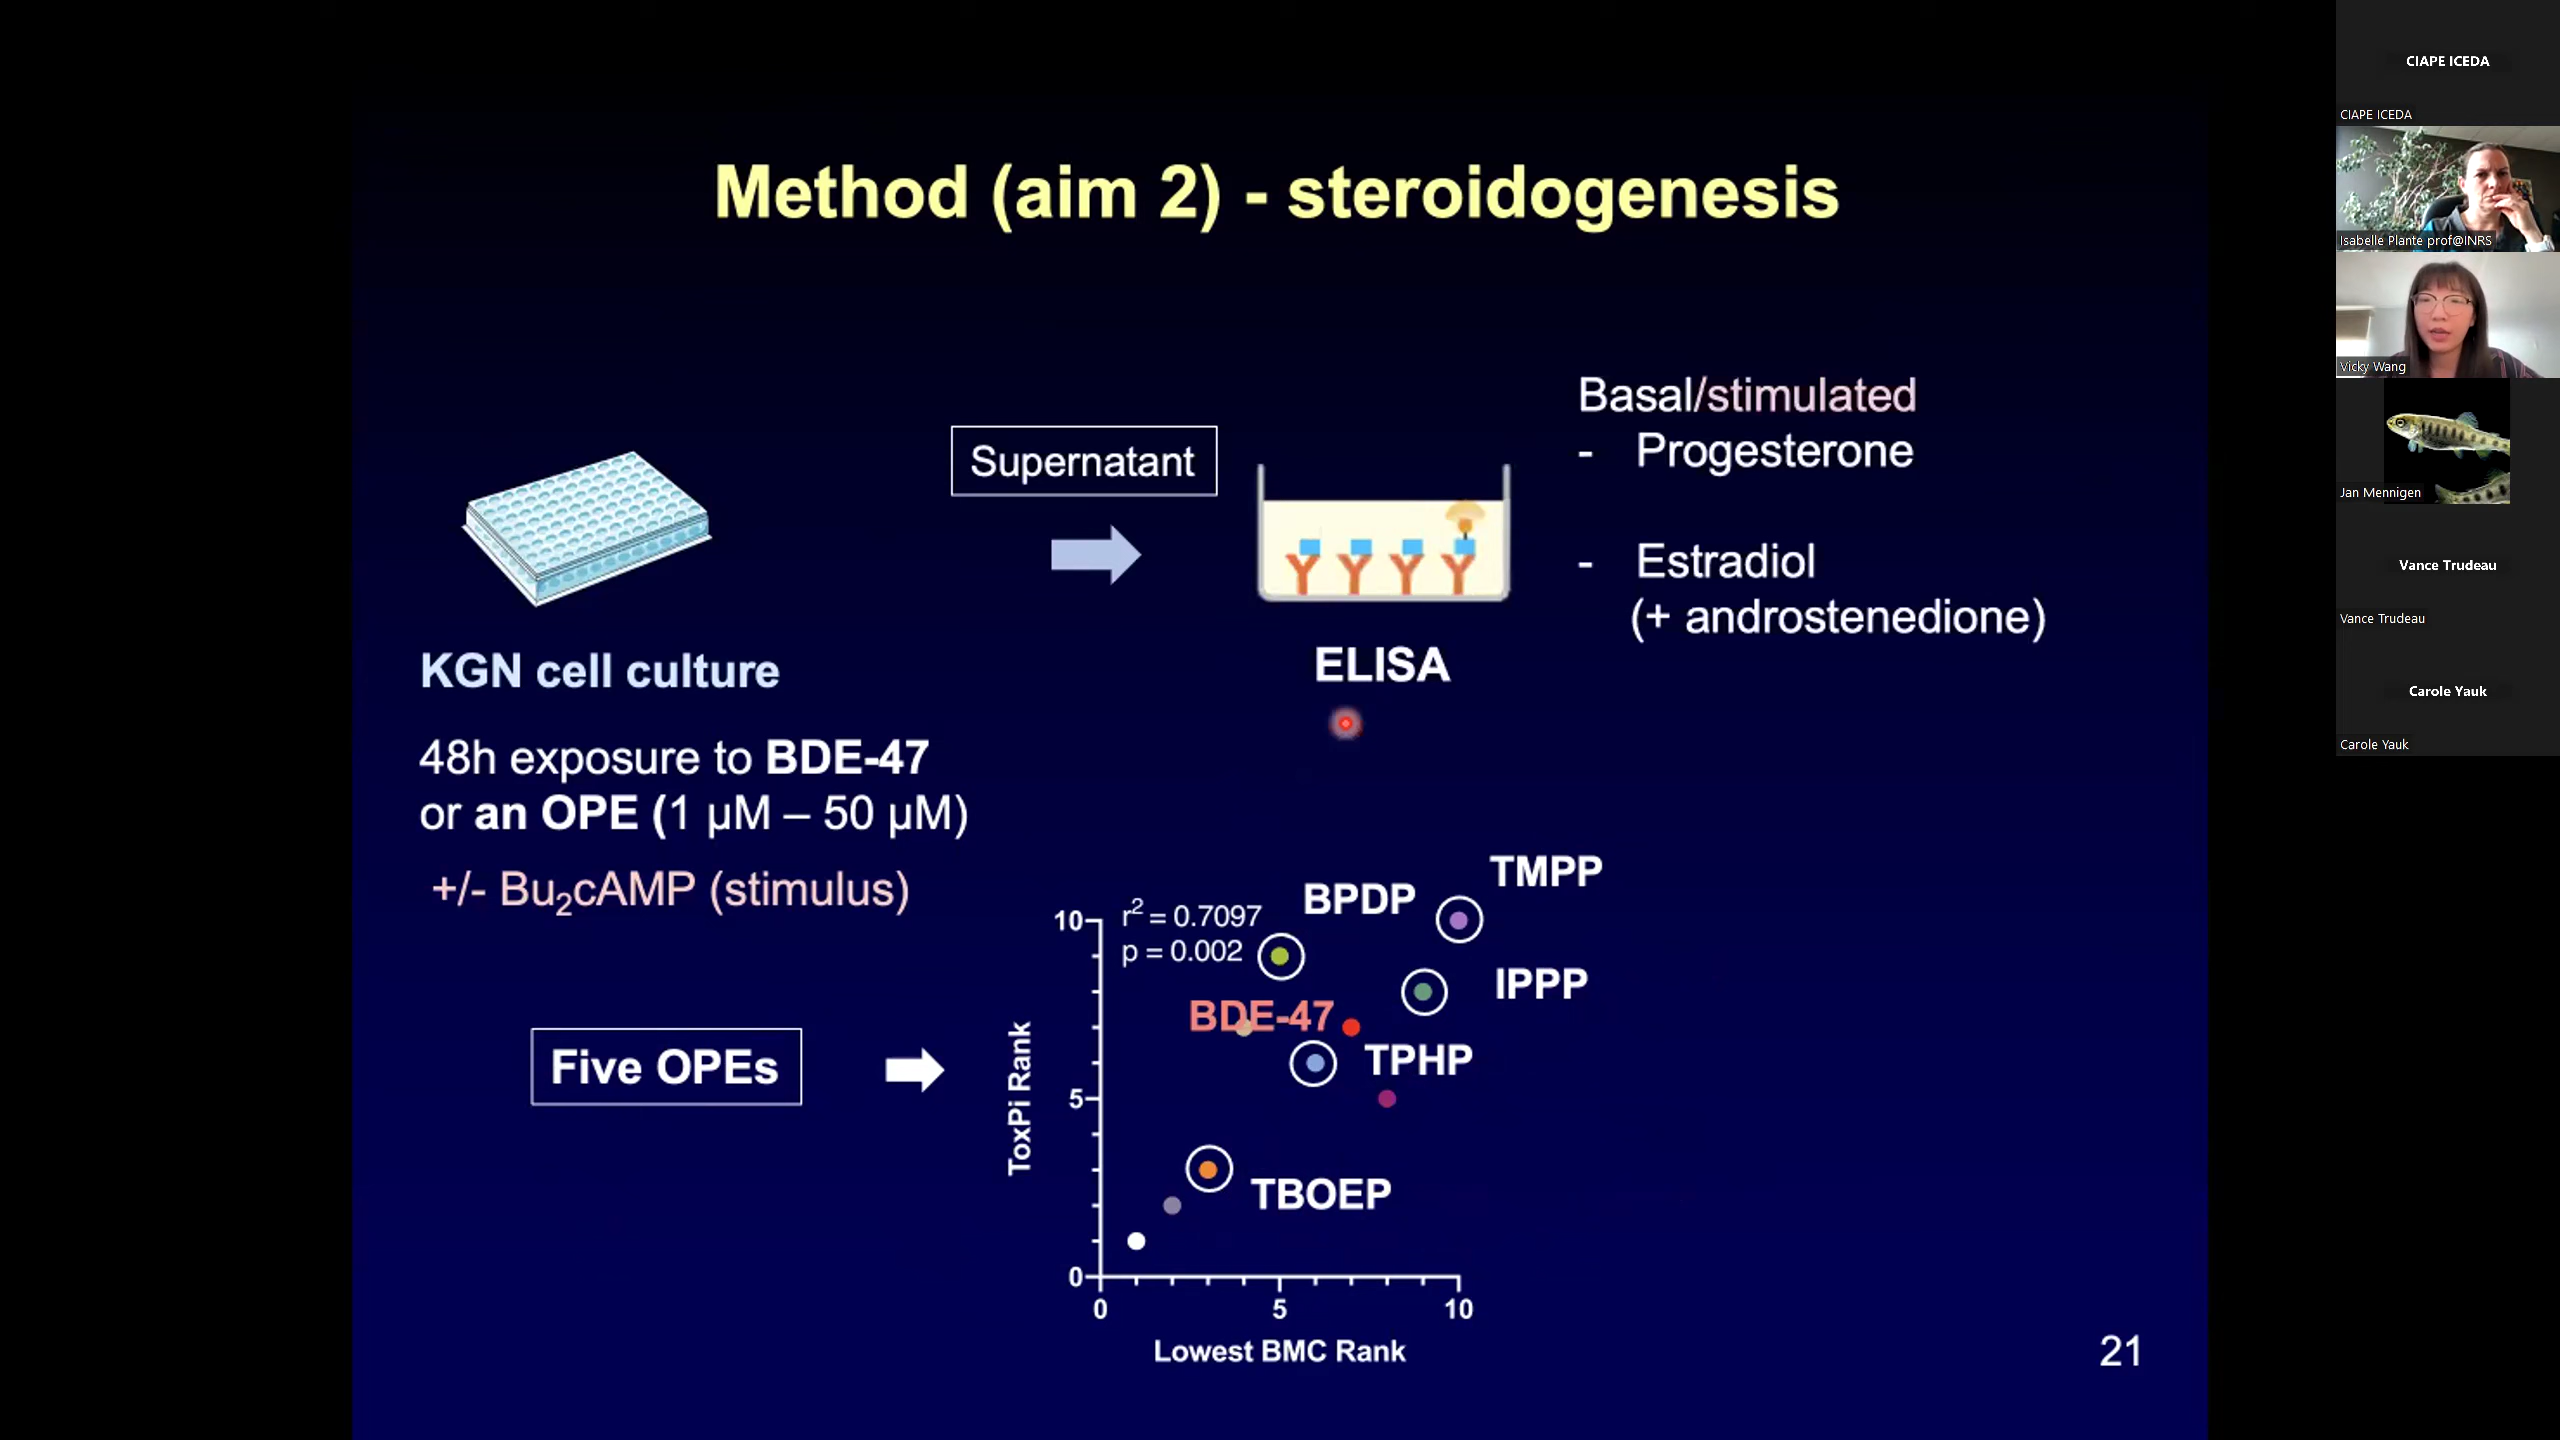 Method (aim 2) - steroidogenesis
Supernatant
Basal/stimulated
- Progesterone
- Estradiol
(+ androstenedione)
ELISA
KGN cell culture
48h exposure to BDE-47
or an OPE (1 µM – 50 µM)
+/- Bu₂cAMP (stimulus)
Five OPEs
r² = 0.7097
p = 0.002
BPDP
TMPP
IPPP
BDE-47
TPHP
TBOEP
ToxPi Rank
10
5
0
0 5 10
Lowest BMC Rank
21
CIAPE ICEDA
CIAPE ICEDA
Isabelle Plante prof@INRS
Vicky Wang
Jan Mennigen
Vance Trudeau
Vance Trudeau
Carole Yauk
Carole Yauk